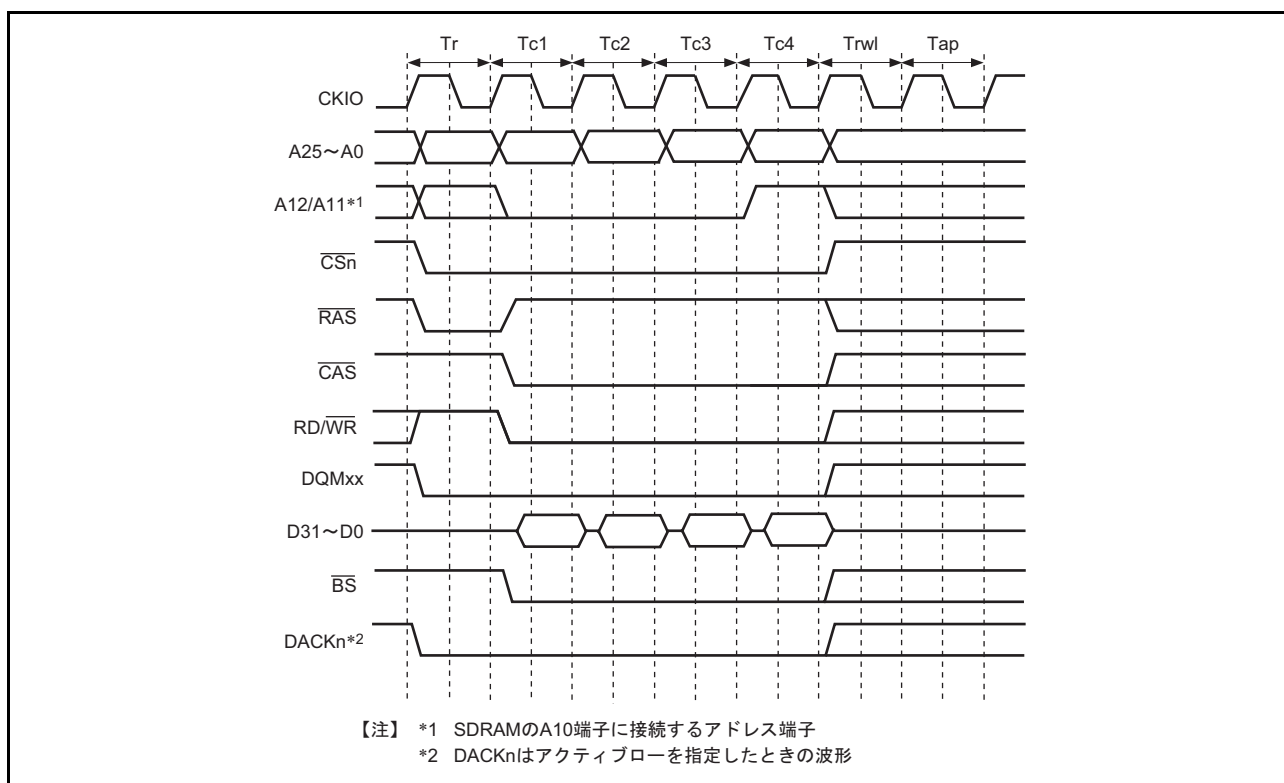 Tr Tc1 Tc2 Tc3 Tc4 Trwl Tap
CKIO
A25～A0
A12/A11*1
CSn
RAS
CAS
RD/WR
DQMxx
D31～D0
BS
DACKn*2
【注】 *1 SDRAMのA10端子に接続するアドレス端子
*2 DACKnはアクティブローを指定したときの波形